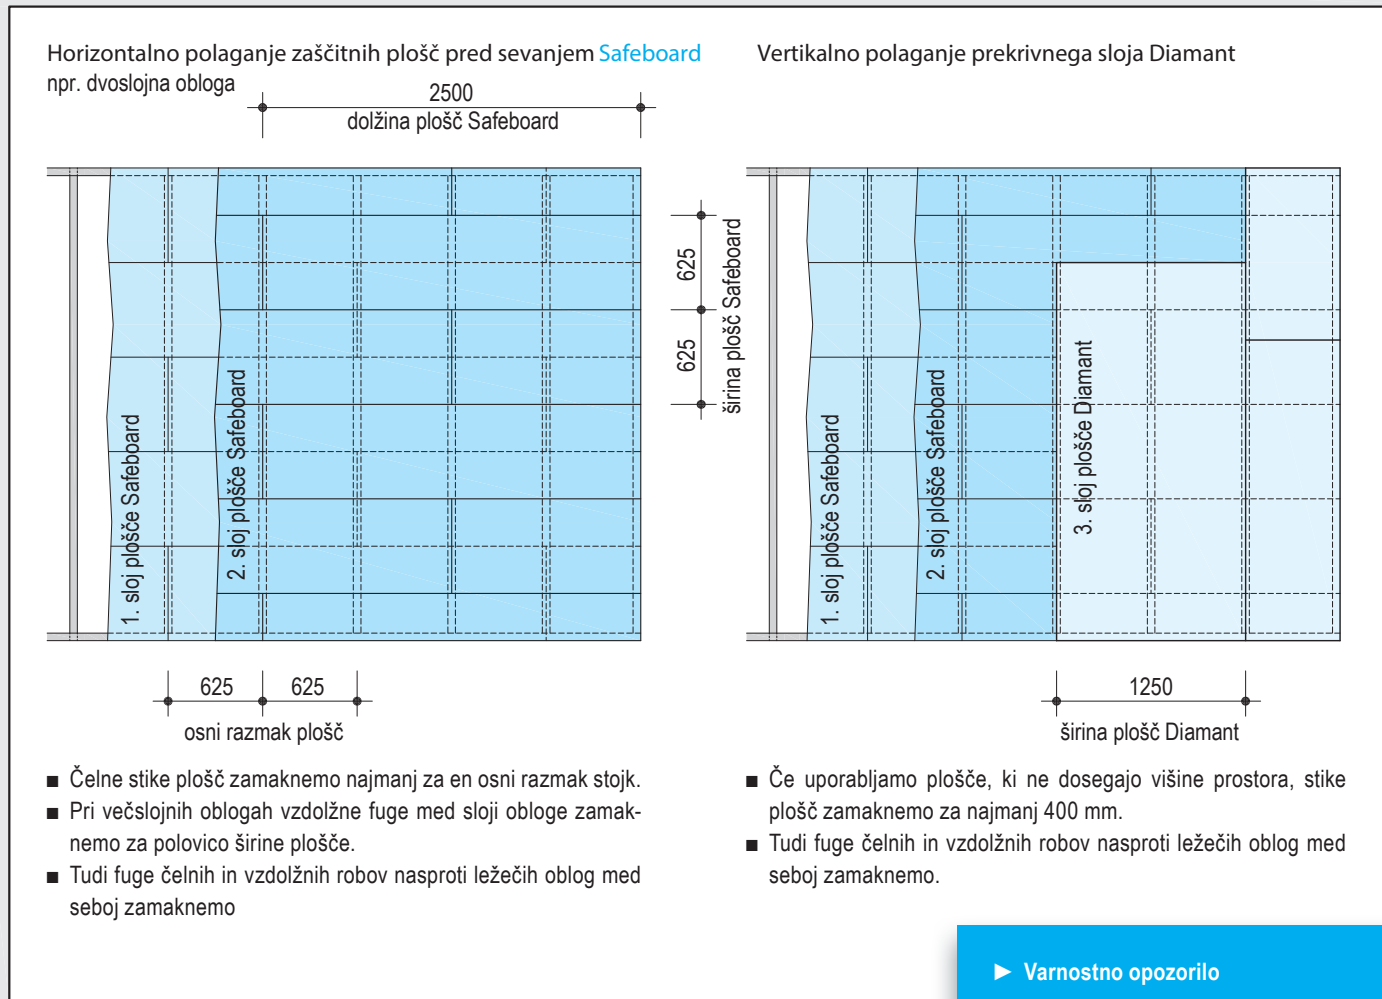 Horizontalno polaganje zaščitnih plošč pred sevanjem Safeboard
npr. dvoslojna obloga
2500
dolžina plošč Safeboard
1. sloj plošče Safeboard
2. sloj plošče Safeboard
625
625
širina plošč Safeboard
625
625
osni razmak plošč
■ Čelne stike plošč zamaknemo najmanj za en osni razmak stojk.
■ Pri večslojnih oblogah vzdolžne fuge med sloji obloge zamak-
nemo za polovico širine plošče.
■ Tudi fuge čelnih in vzdolžnih robov nasproti ležečih oblog med
seboj zamaknemo
Vertikalno polaganje prekrivnega sloja Diamant
1. sloj plošče Safeboard
2. sloj plošče Safeboard
3. sloj plošče Diamant
1250
širina plošč Diamant
■ Če uporabljamo plošče, ki ne dosegajo višine prostora, stike
plošč zamaknemo za najmanj 400 mm.
■ Tudi fuge čelnih in vzdolžnih robov nasproti ležečih oblog med
seboj zamaknemo.
► Varnostno opozorilo